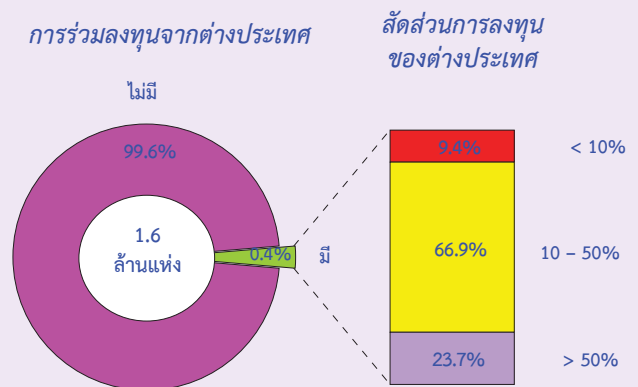 การร่วมลงทุนจากต่างประเทศ
ไม่มี
99.6%
1.6
ล้านแห่ง
0.4%
มี
สัดส่วนการลงทุน
ของต่างประเทศ
9.4%
< 10%
66.9%
10 – 50%
23.7%
> 50%